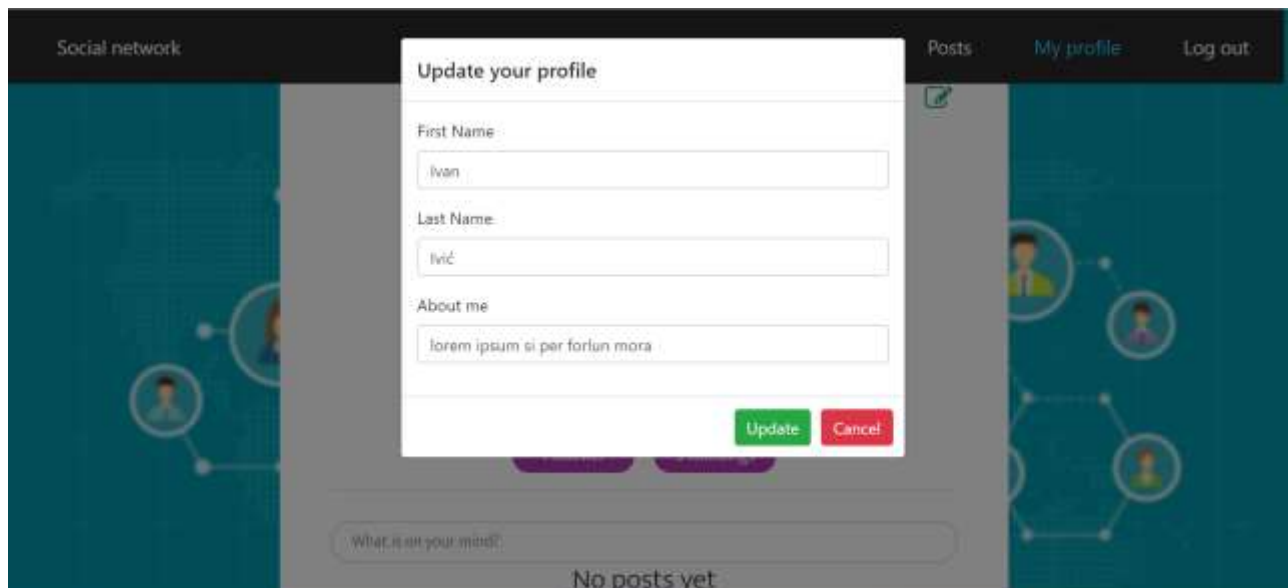 Social network
Posts
My profile
Log out
Update your profile
First Name
Ivan
Last Name
Ivić
About me
lorem ipsum si per forlun mora
Update
Cancel
What is on your mind?
No posts yet